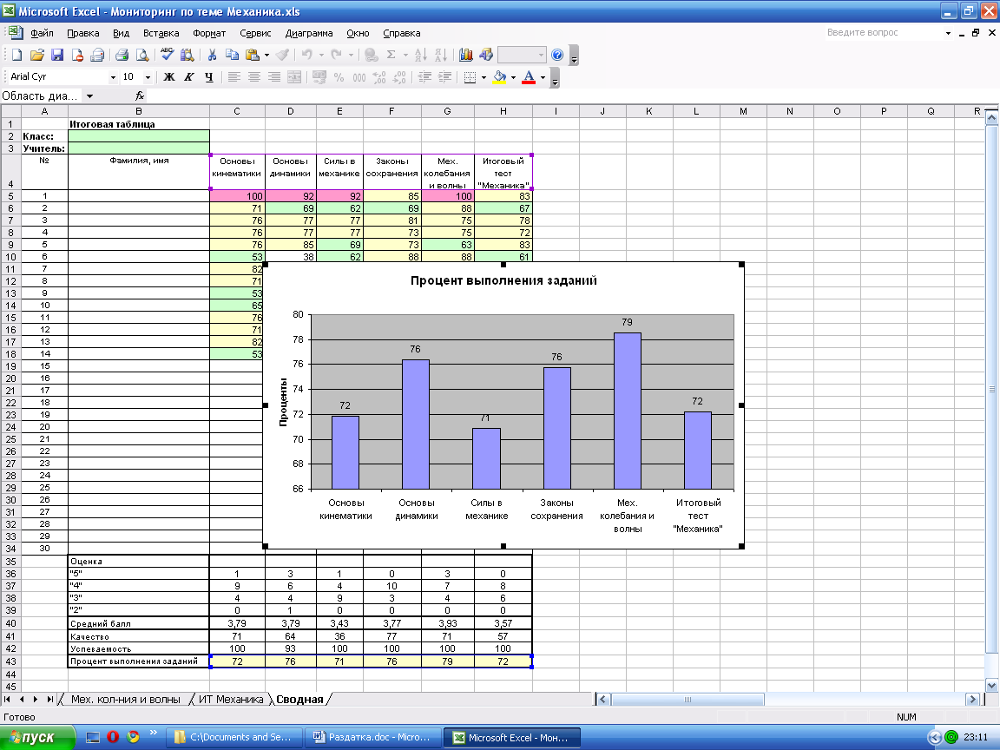 Microsoft Excel - Мониторинг по теме Механика.xls
Файл Правка Вид Вставка Формат Сервис Диаграмма Окно Справка Введите вопрос
Arial Cyr 10 Ж К Ч
Область диа... fx
A B C D E F G H I J K L M N O P Q R
1 Итоговая таблица
2 Класс:
3 Учитель:
4 № Фамилия, имя Основы кинематики Основы динамики Силы в механике Законы сохранения Мех. колебания и волны Итоговый тест "Механика"
5 1 100 92 92 85 100 83
6 2 71 69 62 69 88 67
7 3 76 77 77 81 75 78
8 4 76 77 77 73 75 72
9 5 76 85 69 73 63 83
10 6 53 38 62 88 88 61
11 7 82
12 8 71
13 9 53
14 10 65
15 11 76
16 12 71
17 13 82
18 14 53
19 15
20 16
21 17
22 18
23 19
24 20
25 21
26 22
27 23
28 24
29 25
30 26
31 27
32 28
33 29
34 30
Процент выполнения заданий
Проценты
80
78
76
74
72
70
68
66
72 76 71 76 79 72
Основы кинематики Основы динамики Силы в механике Законы сохранения Мех. колебания и волны Итоговый тест "Механика"
35 Оценка
36 "5" 1 3 1 0 3 0
37 "4" 9 6 4 10 7 8
38 "3" 4 4 9 3 4 6
39 "2" 0 1 0 0 0 0
40 Средний балл 3,79 3,79 3,43 3,77 3,93 3,57
41 Качество 71 64 36 77 71 57
42 Успеваемость 100 93 100 100 100 100
43 Процент выполнения заданий 72 76 71 76 79 72
44
45
Мех. кол-ния и волны ИТ Механика Сводная
Готово NUM
пуск C:\Documents and Se... Раздатка.doc - Micro... Microsoft Excel - Мон... 23:11